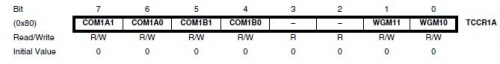 Bit 7 6 5 4 3 2 1 0
(0x80) COM1A1 COM1A0 COM1B1 COM1B0 – – WGM11 WGM10 TCCR1A
Read/Write R/W R/W R/W R/W R R R/W R/W
Initial Value 0 0 0 0 0 0 0 0